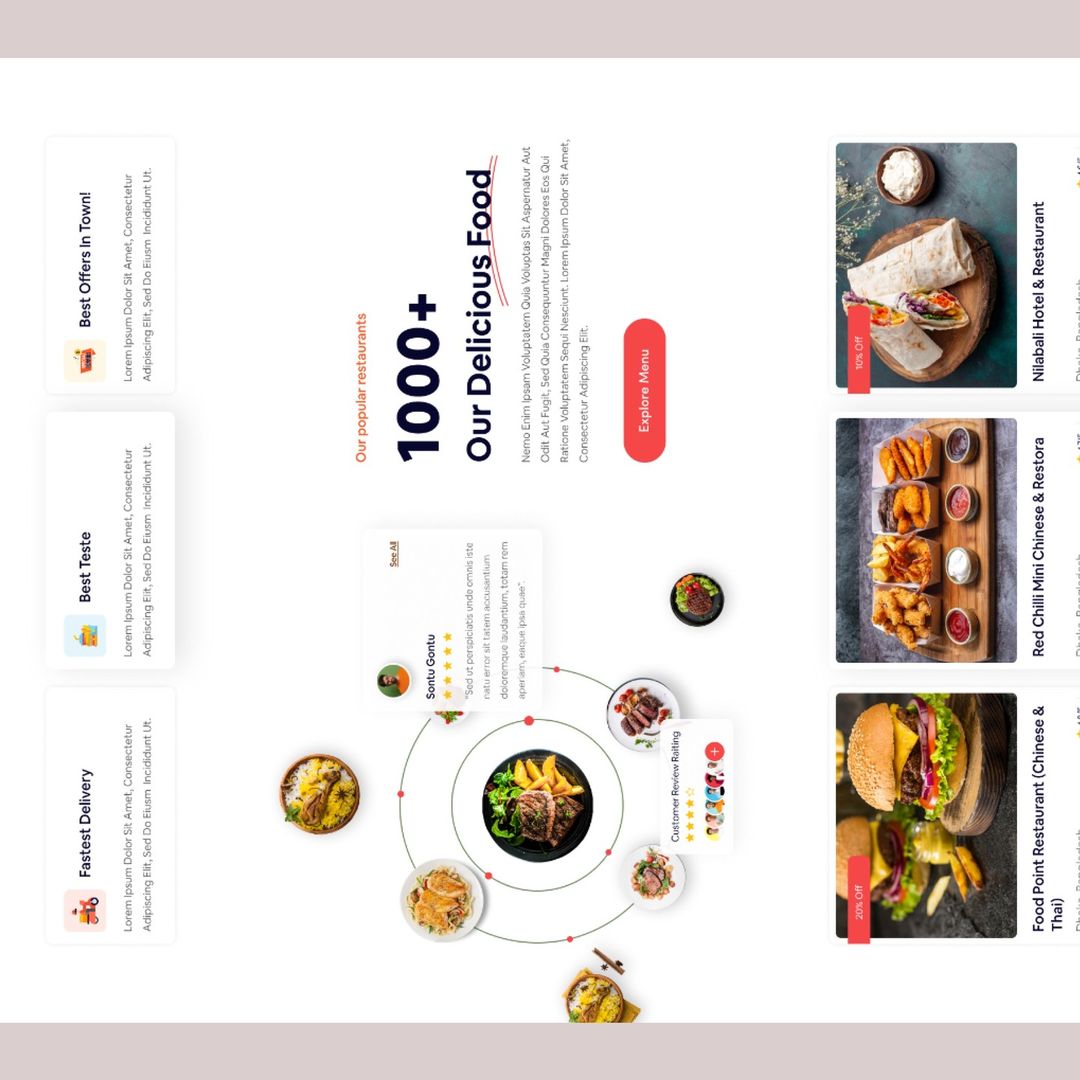 Fastest Delivery
Lorem Ipsum Dolor Sit Amet, Consectetur
Adipiscing Elit, Sed Do Eiusm Incididunt Ut.
Best Teste
Lorem Ipsum Dolor Sit Amet, Consectetur
Adipiscing Elit, Sed Do Eiusm Incididunt Ut.
Best Offers In Town!
Lorem Ipsum Dolor Sit Amet, Consectetur
Adipiscing Elit, Sed Do Eiusm Incididunt Ut.
See All
Sontu Gontu
"Sed ut perspiciatis unde omnis iste
natu error sit tatem accusantium
doloremque laudantium, totam rem
aperiam, eaque ipsa quae".
Customer Review Raiting
+
Our popular restaurants
1000+
Our Delicious Food
Nemo Enim Ipsam Voluptatem Quia Voluptas Sit Aspernatur Aut
Odit Aut Fugit, Sed Quia Consequuntur Magni Dolores Eos Qui
Ratione Voluptatem Sequi Nesciunt. Lorem Ipsum Dolor Sit Amet,
Consectetur Adipiscing Elit.
Explore Menu
20% Off
Food Point Restaurant (Chinese &
Thai)
Dhaka, Bangladesh
Red Chilli Mini Chinese & Restora
Dhaka, Bangladesh
10% Off
Nilabali Hotel & Restaurant
Dhaka, Bangladesh